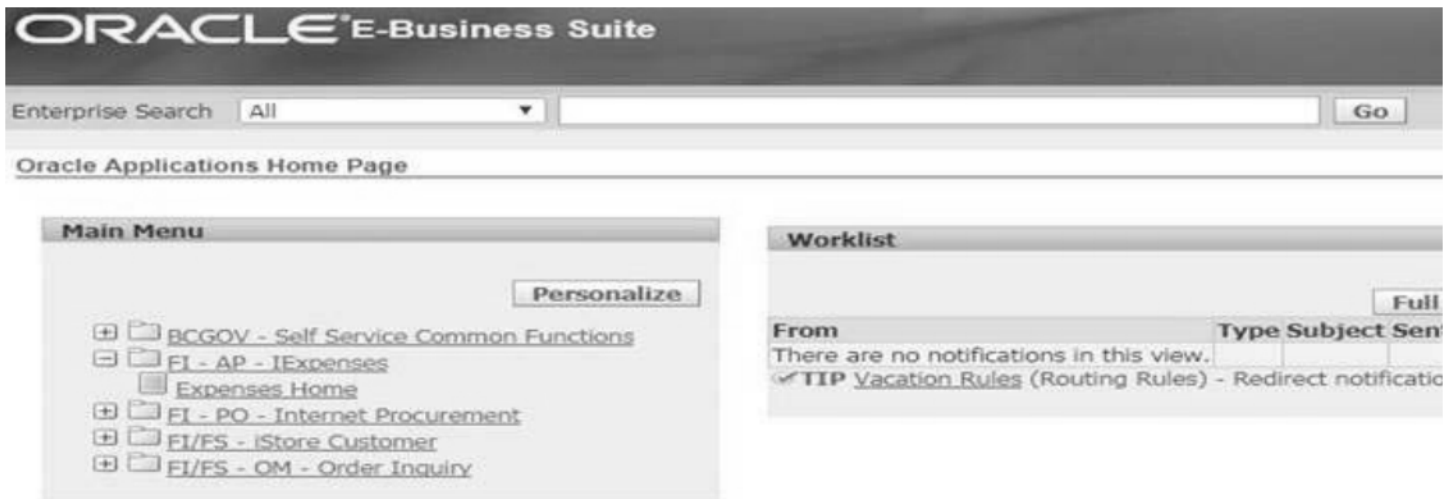 ORACLE® E-Business Suite
Enterprise Search All Go
Oracle Applications Home Page
Main Menu
Personalize
BCGOV - Self Service Common Functions
FI - AP - IExpenses
Expenses Home
FI - PO - Internet Procurement
FI/FS - iStore Customer
FI/FS - OM - Order Inquiry
Worklist
Full
From Type Subject Sen
There are no notifications in this view.
TIP Vacation Rules (Routing Rules) - Redirect notificatio